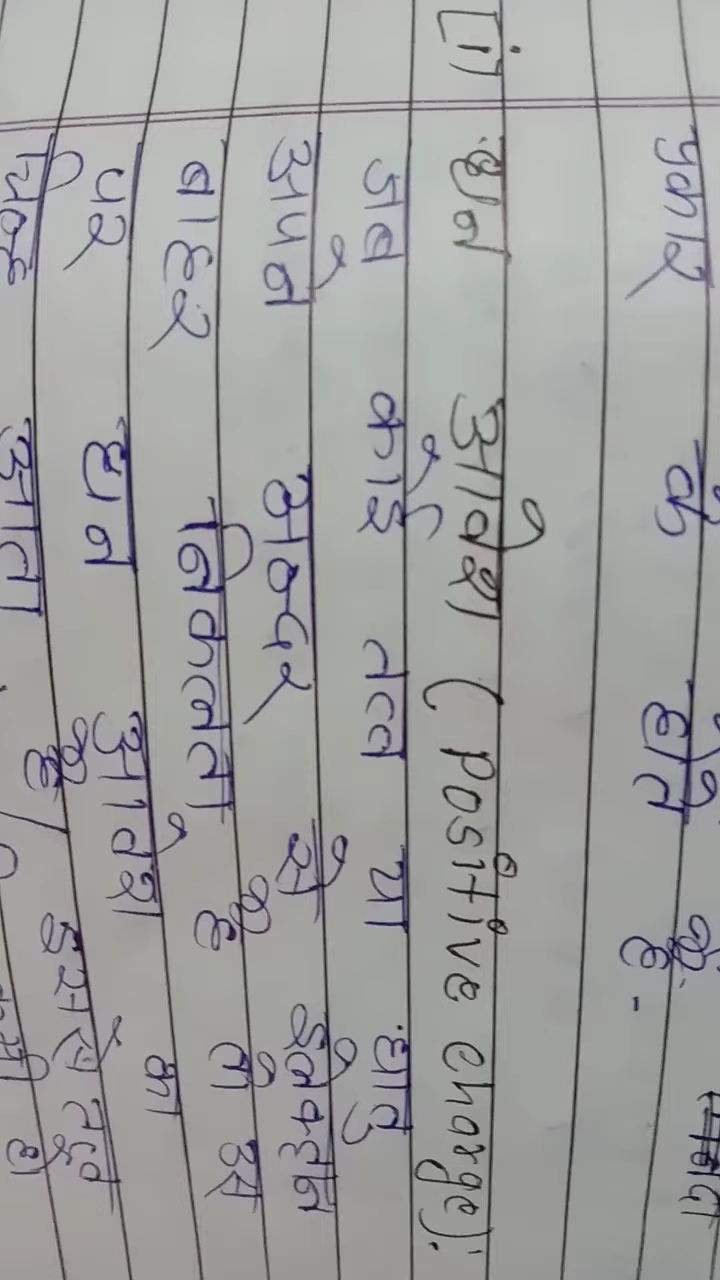 प्रकार के होते हैं -
[i] धन आवेश (Positive charge):
जब कोई तत्व या धातु
अपने अन्दर से इलेक्ट्रॉन
बाहर निकलता है तो उस
पर धन आवेश का
चिन्ह आता है / इससे तत्व